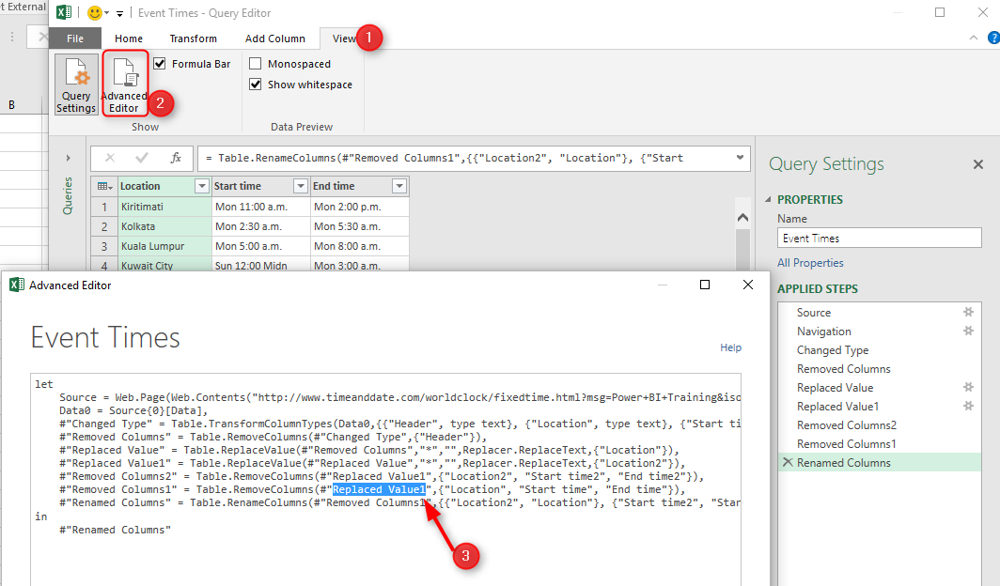 t External
Event Times - Query Editor
File Home Transform Add Column View 1
Query Settings
Advanced Editor
2
Formula Bar
Monospaced
Show whitespace
Show
Data Preview
B
fx = Table.RenameColumns(#"Removed Columns1",{{"Location2", "Location"}, {"Start
Queries
Location Start time End time
1 Kiritimati Mon 11:00 a.m. Mon 2:00 p.m.
2 Kolkata Mon 2:30 a.m. Mon 5:30 a.m.
3 Kuala Lumpur Mon 5:00 a.m. Mon 8:00 a.m.
4 Kuwait City Sun 12:00 Midn Mon 3:00 a.m.
Query Settings
PROPERTIES
Name
Event Times
All Properties
APPLIED STEPS
Source
Navigation
Changed Type
Removed Columns
Replaced Value
Replaced Value1
Removed Columns2
Removed Columns1
Renamed Columns
Advanced Editor
Event Times
Help
let
Source = Web.Page(Web.Contents("http://www.timeanddate.com/worldclock/fixedtime.html?msg=Power+BI+Training&iso
Data0 = Source{0}[Data],
#"Changed Type" = Table.TransformColumnTypes(Data0,{{"Header", type text}, {"Location", type text}, {"Start ti
#"Removed Columns" = Table.RemoveColumns(#"Changed Type",{"Header"}),
#"Replaced Value" = Table.ReplaceValue(#"Removed Columns","*","",Replacer.ReplaceText,{"Location"}),
#"Replaced Value1" = Table.ReplaceValue(#"Replaced Value","*","",Replacer.ReplaceText,{"Location2"}),
#"Removed Columns2" = Table.RemoveColumns(#"Replaced Value1",{"Location2", "Start time2", "End time2"}),
#"Removed Columns1" = Table.RemoveColumns(#"Replaced Value1",{"Location", "Start time", "End time"}),
#"Renamed Columns" = Table.RenameColumns(#"Removed Columns1",{{"Location2", "Location"}, {"Start time2", "Star
in
#"Renamed Columns"
3